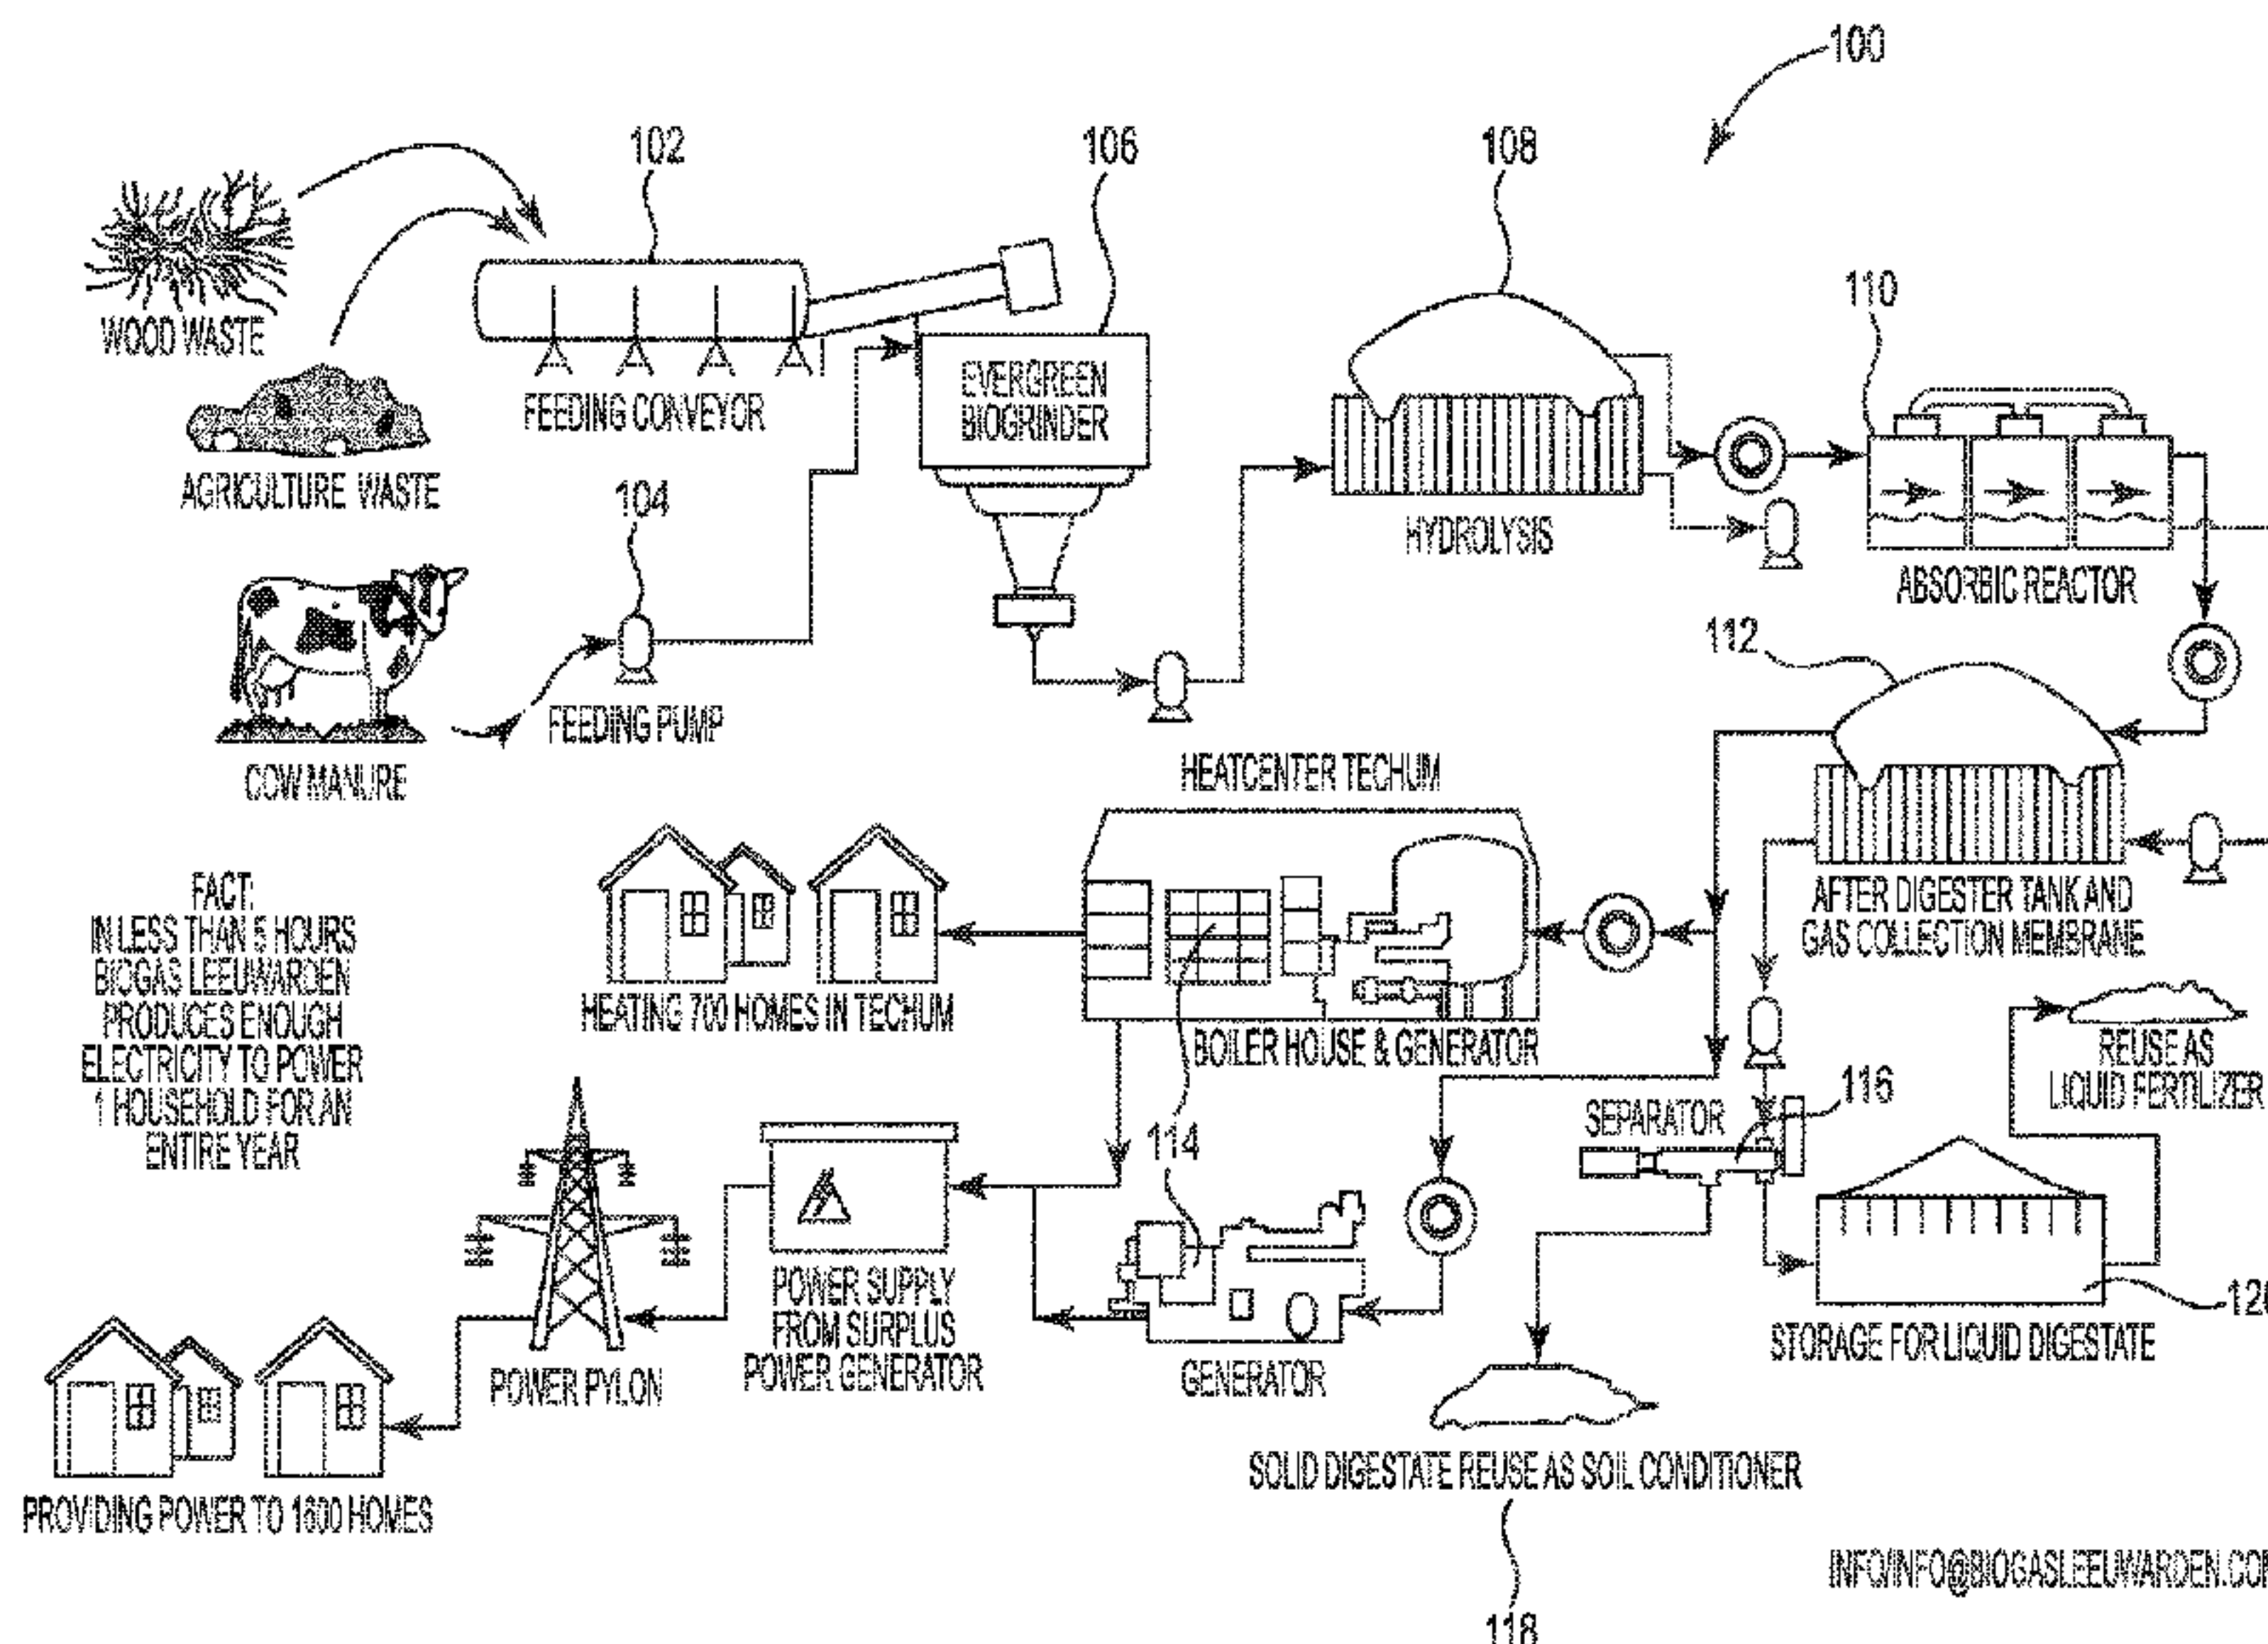 100
102
106
108
WOOD WASTE
FEEDING CONVEYOR
EVERGREEN
BIOGRINDER
110
AGRICULTURE WASTE
104
HYDROLYSIS
ABSORBIC REACTOR
112
FEEDING PUMP
COW MANURE
HEATCENTER TECHUM
FACT:
IN LESS THAN 5 HOURS
BIOGAS LEEUWARDEN
PRODUCES ENOUGH
ELECTRICITY TO POWER
1 HOUSEHOLD FOR AN
ENTIRE YEAR
HEATING 700 HOMES IN TECHUM
BOILER HOUSE & GENERATOR
AFTER DIGESTER TANK AND
GAS COLLECTION MEMBRANE
REUSE AS
LIQUID FERTILIZER
SEPARATOR
116
114
POWER SUPPLY
FROM SURPLUS
POWER GENERATOR
POWER PYLON
GENERATOR
STORAGE FOR LIQUID DIGESTATE
SOLID DIGESTATE REUSE AS SOIL CONDITIONER
PROVIDING POWER TO HOMES
118